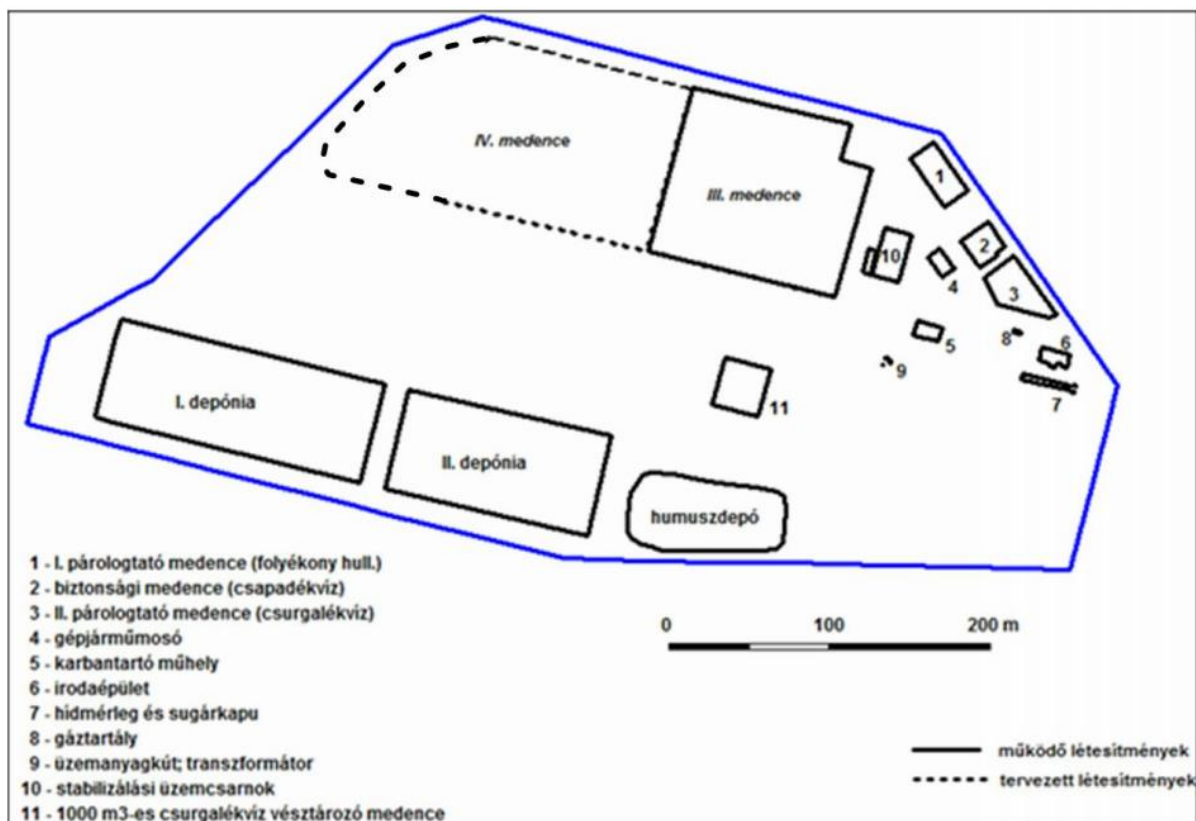 IV. medence
III. medence
1
2
10
4
3
5
8
6
9
7
I. depónia
11
II. depónia
humuszdepó
1 - I. párologtató medence (folyékony hull.)
2 - biztonsági medence (csapadékvíz)
3 - II. párologtató medence (csurgalékvíz)
4 - gépjárműmosó
5 - karbantartó műhely
6 - irodaépület
7 - hídmérleg és sugárkapu
8 - gáztartály
9 - üzemanyagkút; transzformátor
10 - stabilizálási üzemcsarnok
11 - 1000 m3-es csurgalékvíz vésztározó medence
0 100 200 m
működő létesítmények
tervezett létesítmények